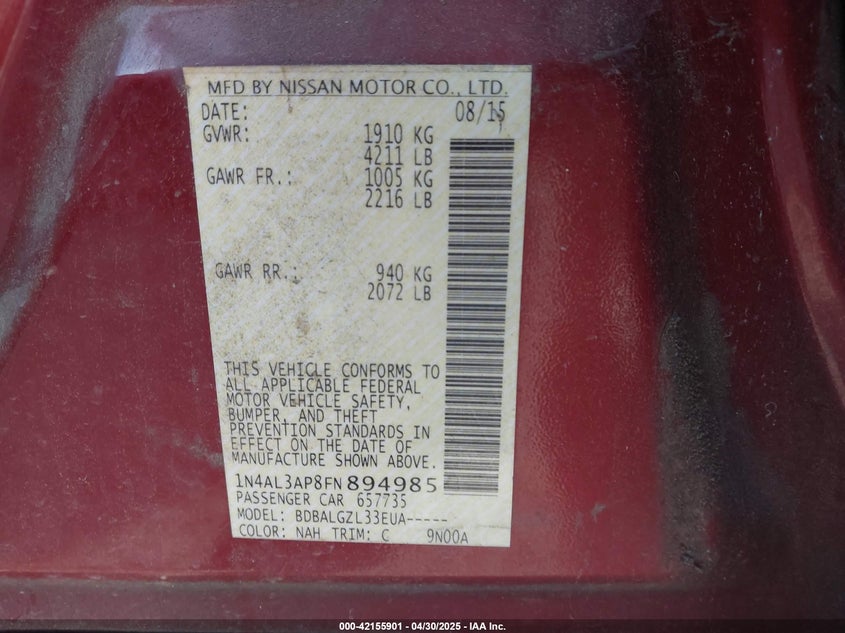 MFD BY NISSAN MOTOR CO., LTD.
DATE: 08/15
GVWR: 1910 KG
4211 LB
GAWR FR.: 1005 KG
2216 LB
GAWR RR.: 940 KG
2072 LB
THIS VEHICLE CONFORMS TO
ALL APPLICABLE FEDERAL
MOTOR VEHICLE SAFETY,
BUMPER, AND THEFT
PREVENTION STANDARDS IN
EFFECT ON THE DATE OF
MANUFACTURE SHOWN ABOVE.
1N4AL3AP8FN894985
PASSENGER CAR 657735
MODEL: BDBALGZL33EUA-----
COLOR: NAH TRIM: C 9N00A
000-42155901 - 04/30/2025 - IAA Inc.